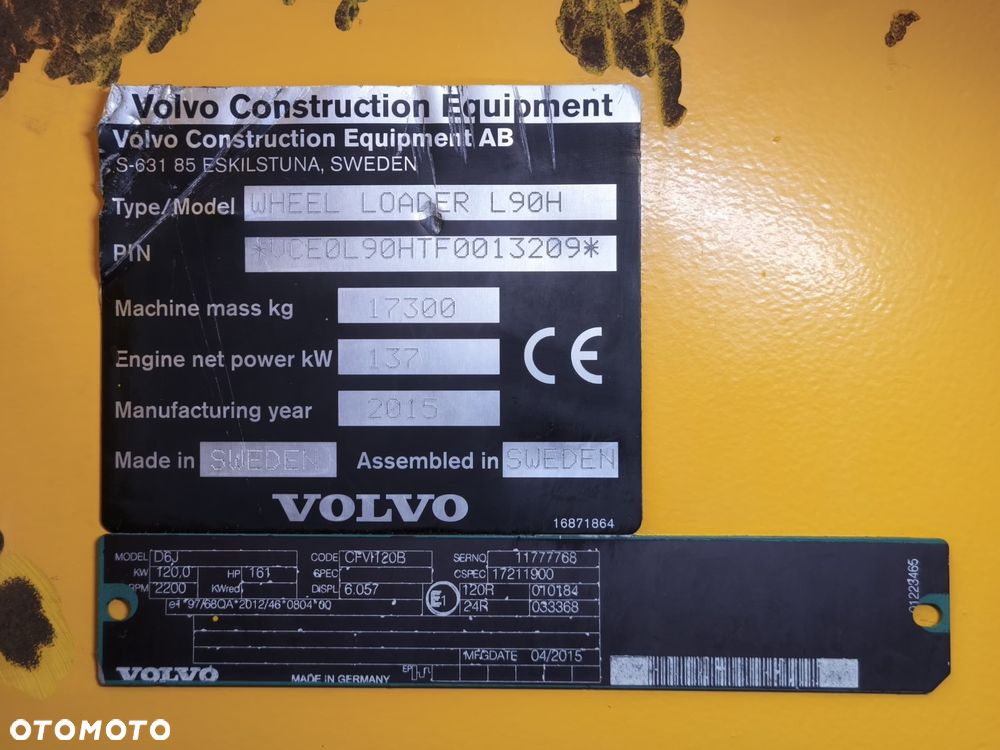 Volvo Construction Equipment
Volvo Construction Equipment AB
S-631 85 ESKILSTUNA, SWEDEN
Type/Model WHEEL LOADER L90H
PIN *VCE0L90HTF0013209*
Machine mass kg 17300
Engine net power kW 137
CE
Manufacturing year 2015
Made in SWEDEN Assembled in SWEDEN
VOLVO
16871864
MODEL D6J CODE CFVH120B SERNO 11777768
KW 120,0 HP 161 SPEC CSPEC 17211900
RPM 2200 KWred. DISPL 6.057 E1 120R 010184
e1*97/68QA*2012/46*0804*00 24R 033368
MFGDATE 04/2015
VOLVO MADE IN GERMANY EP
01223465
OTOMOTO